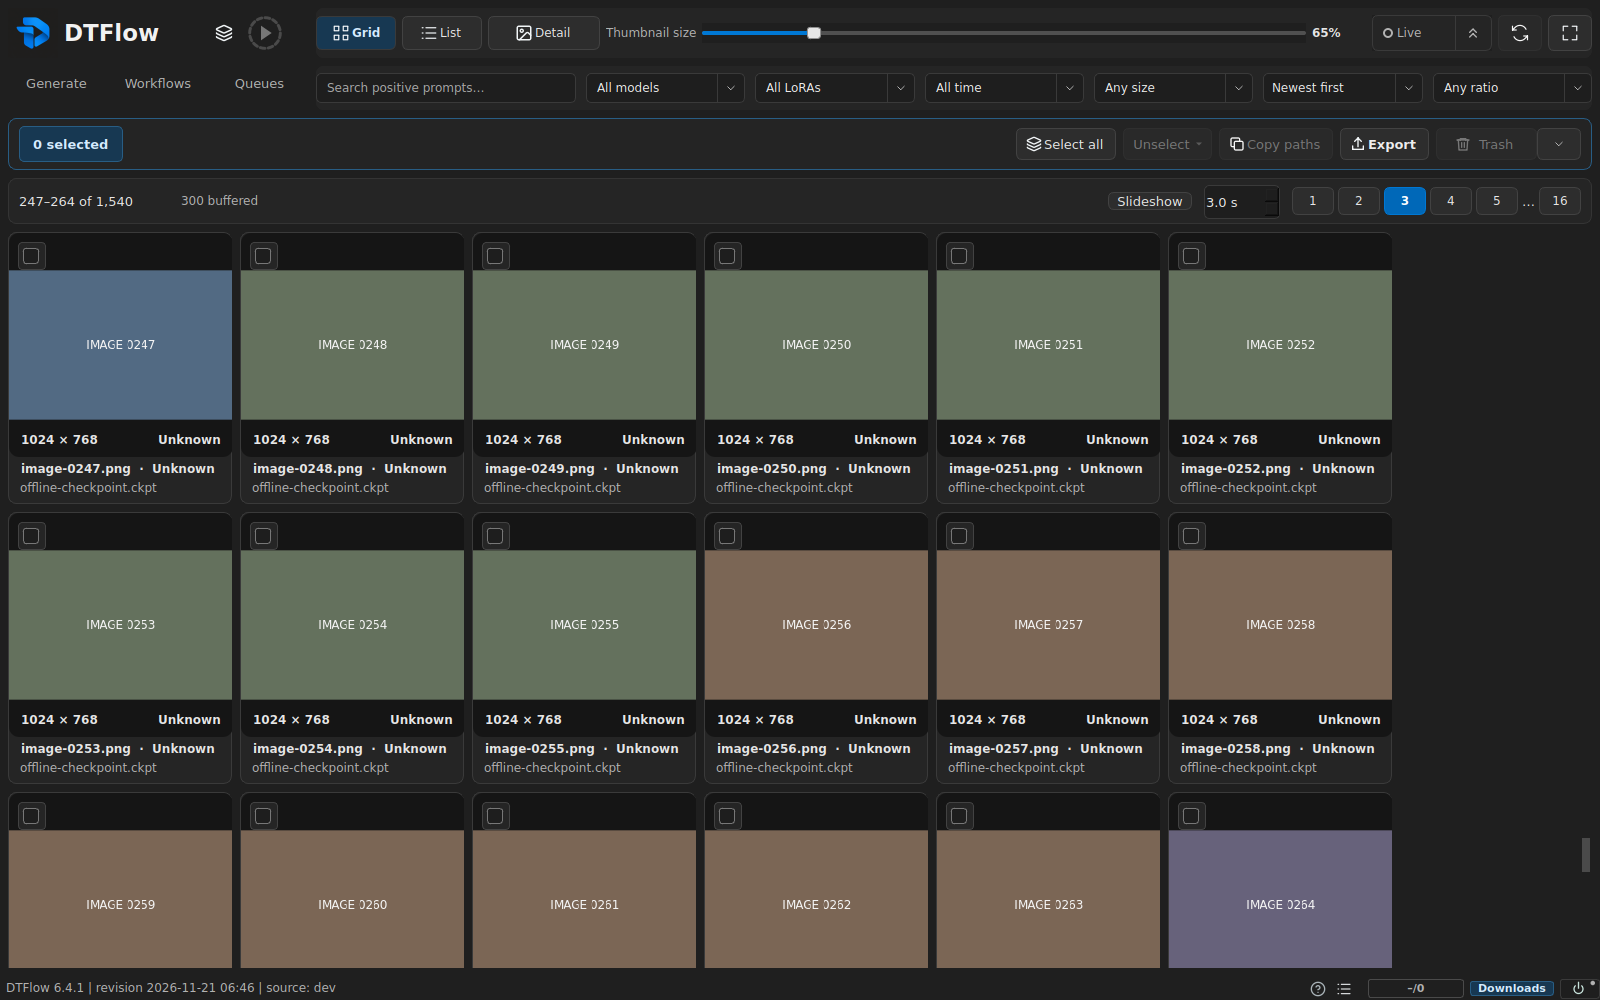 DTFlow
Grid List Detail Thumbnail size 65% Live
Generate Workflows Queues
Search positive prompts... All models All LoRAs All time Any size Newest first Any ratio
0 selected Select all Unselect Copy paths Export Trash
247–264 of 1,540 300 buffered Slideshow 3.0 s 1 2 3 4 5 ... 16
IMAGE 0247 IMAGE 0248 IMAGE 0249 IMAGE 0250 IMAGE 0251 IMAGE 0252
1024 × 768 Unknown 1024 × 768 Unknown 1024 × 768 Unknown 1024 × 768 Unknown 1024 × 768 Unknown 1024 × 768 Unknown
image-0247.png · Unknown image-0248.png · Unknown image-0249.png · Unknown image-0250.png · Unknown image-0251.png · Unknown image-0252.png · Unknown
offline-checkpoint.ckpt offline-checkpoint.ckpt offline-checkpoint.ckpt offline-checkpoint.ckpt offline-checkpoint.ckpt offline-checkpoint.ckpt
IMAGE 0253 IMAGE 0254 IMAGE 0255 IMAGE 0256 IMAGE 0257 IMAGE 0258
1024 × 768 Unknown 1024 × 768 Unknown 1024 × 768 Unknown 1024 × 768 Unknown 1024 × 768 Unknown 1024 × 768 Unknown
image-0253.png · Unknown image-0254.png · Unknown image-0255.png · Unknown image-0256.png · Unknown image-0257.png · Unknown image-0258.png · Unknown
offline-checkpoint.ckpt offline-checkpoint.ckpt offline-checkpoint.ckpt offline-checkpoint.ckpt offline-checkpoint.ckpt offline-checkpoint.ckpt
IMAGE 0259 IMAGE 0260 IMAGE 0261 IMAGE 0262 IMAGE 0263 IMAGE 0264
DTFlow 6.4.1 | revision 2026-11-21 06:46 | source: dev –/0 Downloads